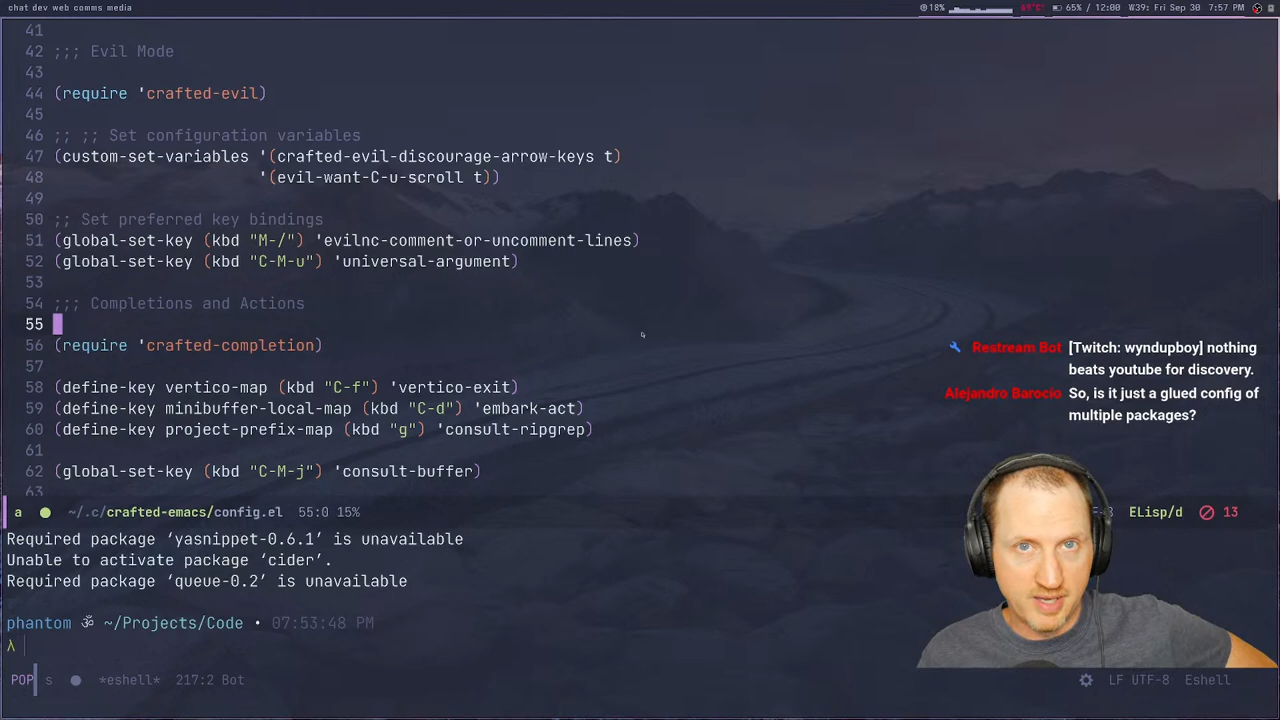 chat dev web comms media
18%
61°C
65% / 12:00
W39: Fri Sep 30
7:57 PM
41
42 ;;; Evil Mode
43
44 (require 'crafted-evil)
45
46 ;; ;; Set configuration variables
47 (custom-set-variables '(crafted-evil-discourage-arrow-keys t)
48 '(evil-want-C-u-scroll t))
49
50 ;; Set preferred key bindings
51 (global-set-key (kbd "M-/") 'evilnc-comment-or-uncomment-lines)
52 (global-set-key (kbd "C-M-u") 'universal-argument)
53
54 ;;; Completions and Actions
55
56 (require 'crafted-completion)
57
58 (define-key vertico-map (kbd "C-f") 'vertico-exit)
59 (define-key minibuffer-local-map (kbd "C-d") 'embark-act)
60 (define-key project-prefix-map (kbd "g") 'consult-ripgrep)
61
62 (global-set-key (kbd "C-M-j") 'consult-buffer)
63
Restream Bot [Twitch: wyndupboy] nothing
beats youtube for discovery.
Alejandro Barocío So, is it just a glued config of
multiple packages?
a ~/.c/crafted-emacs/config.el 55:0 15%
ELisp/d 13
Required package ‘yasnippet-0.6.1’ is unavailable
Unable to activate package ‘cider’.
Required package ‘queue-0.2’ is unavailable
phantom ॐ ~/Projects/Code • 07:53:48 PM
λ
POP s *eshell* 217:2 Bot
LF UTF-8 Eshell